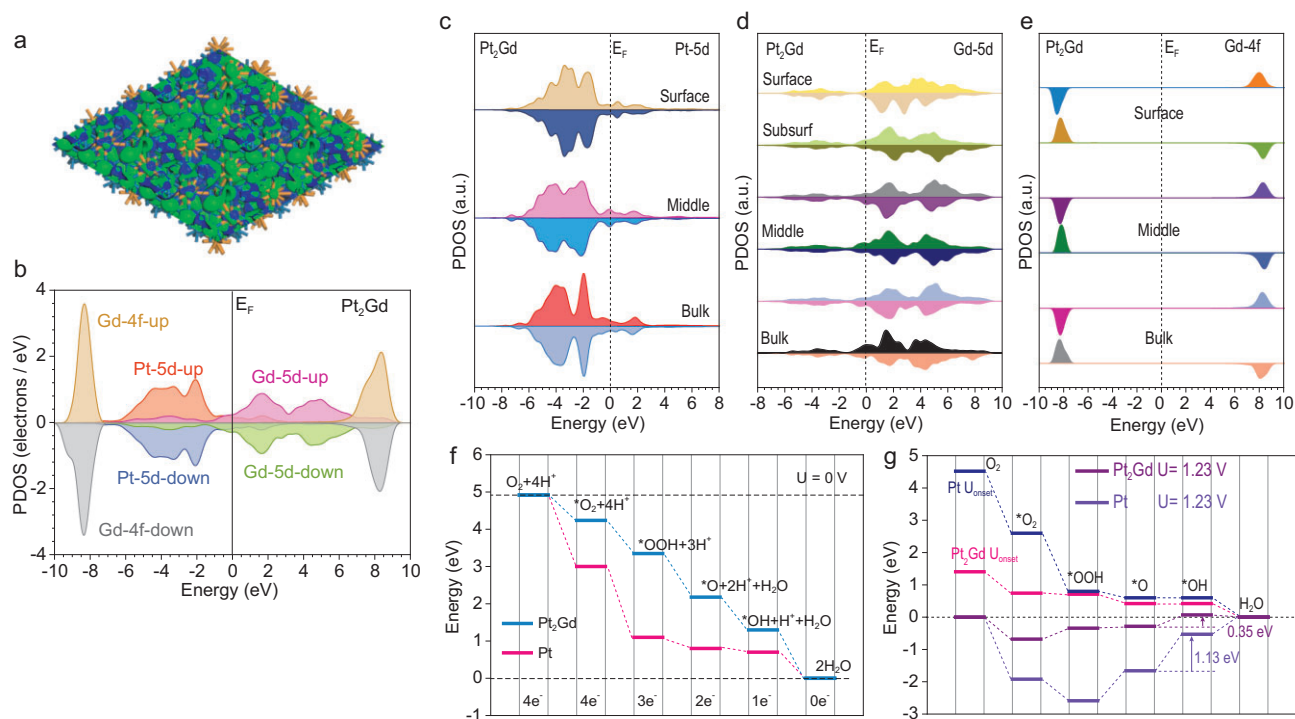 a
b
4
2
0
-2
-4
PDOS (electrons / eV)
Gd-4f-up
Pt-5d-up
Gd-5d-up
Pt-5d-down
Gd-5d-down
Gd-4f-down
E_F
Pt₂Gd
-10 -8 -6 -4 -2 0 2 4 6 8 10
Energy (eV)
c
Pt₂Gd
E_F
Pt-5d
Surface
Middle
Bulk
PDOS (a.u.)
-10 -8 -6 -4 -2 0 2 4 6 8
Energy (eV)
d
Pt₂Gd
E_F
Gd-5d
Surface
Subsurf
Middle
Bulk
PDOS (a.u.)
-8 -6 -4 -2 0 2 4 6 8 10
Energy (eV)
e
Pt₂Gd
E_F
Gd-4f
Surface
Middle
Bulk
PDOS (a.u.)
-10 -8 -6 -4 -2 0 2 4 6 8 10
Energy (eV)
f
U = 0 V
6
5
4
3
2
1
0
-1
Energy (eV)
O₂+4H⁺
*O₂+4H⁺
*OOH+3H⁺
*O+2H⁺+H₂O
*OH+H⁺+H₂O
2H₂O
Pt₂Gd
Pt
4e⁻ 4e⁻ 3e⁻ 2e⁻ 1e⁻ 0e⁻
g
5
4
3
2
1
0
-1
-2
-3
Energy (eV)
O₂
Pt U_onset
*O₂
Pt₂Gd U_onset
*OOH
*O
*OH
H₂O
Pt₂Gd U= 1.23 V
Pt U= 1.23 V
0.35 eV
1.13 eV